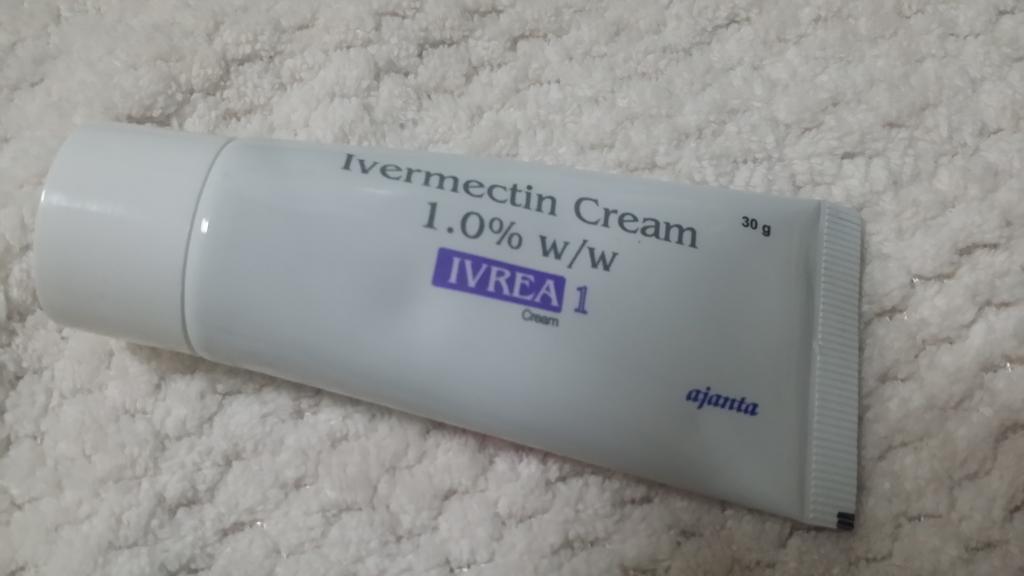 Ivermectin Cream
30 g
1.0% w/w
IVREA 1
Cream
ajanta